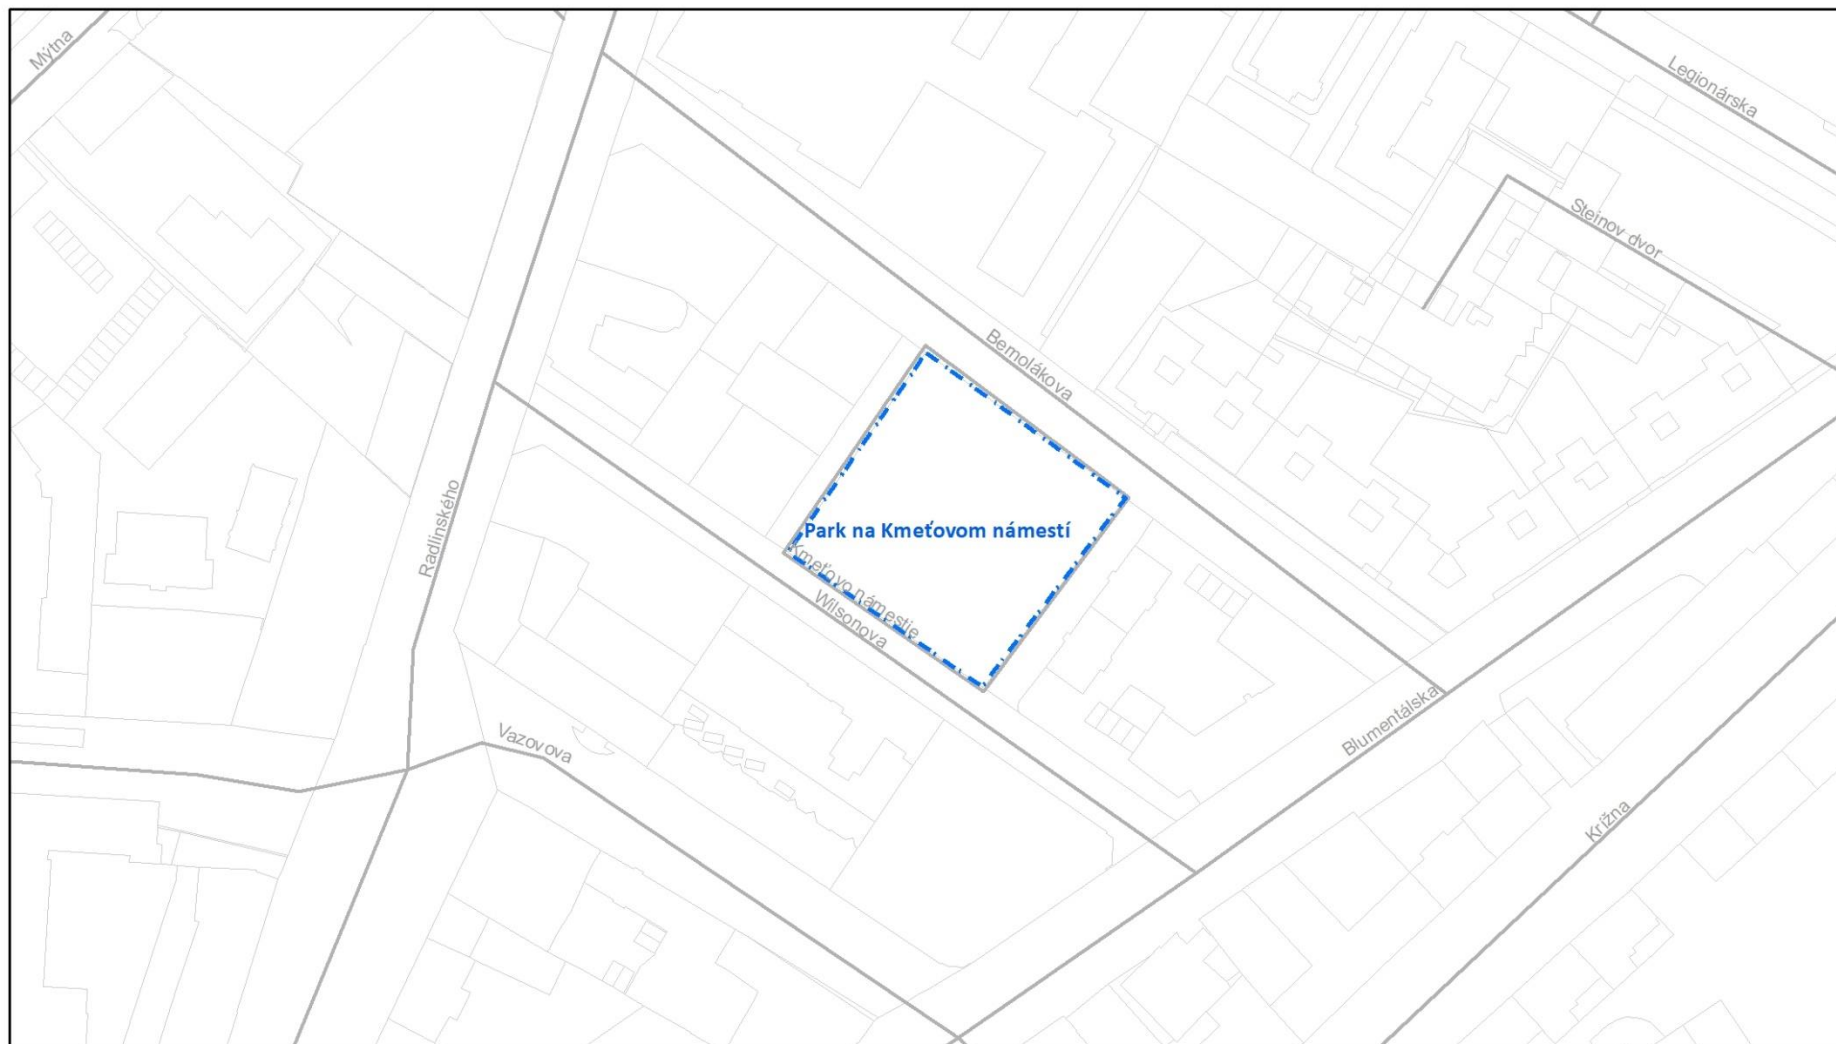 Mýtna
Legionárska
Steinov dvor
Bernolákova
Park na Kmeťovom námestí
Kmeťovo námestie
Wilsonova
Radlinského
Vazovova
Blumentálska
Križna